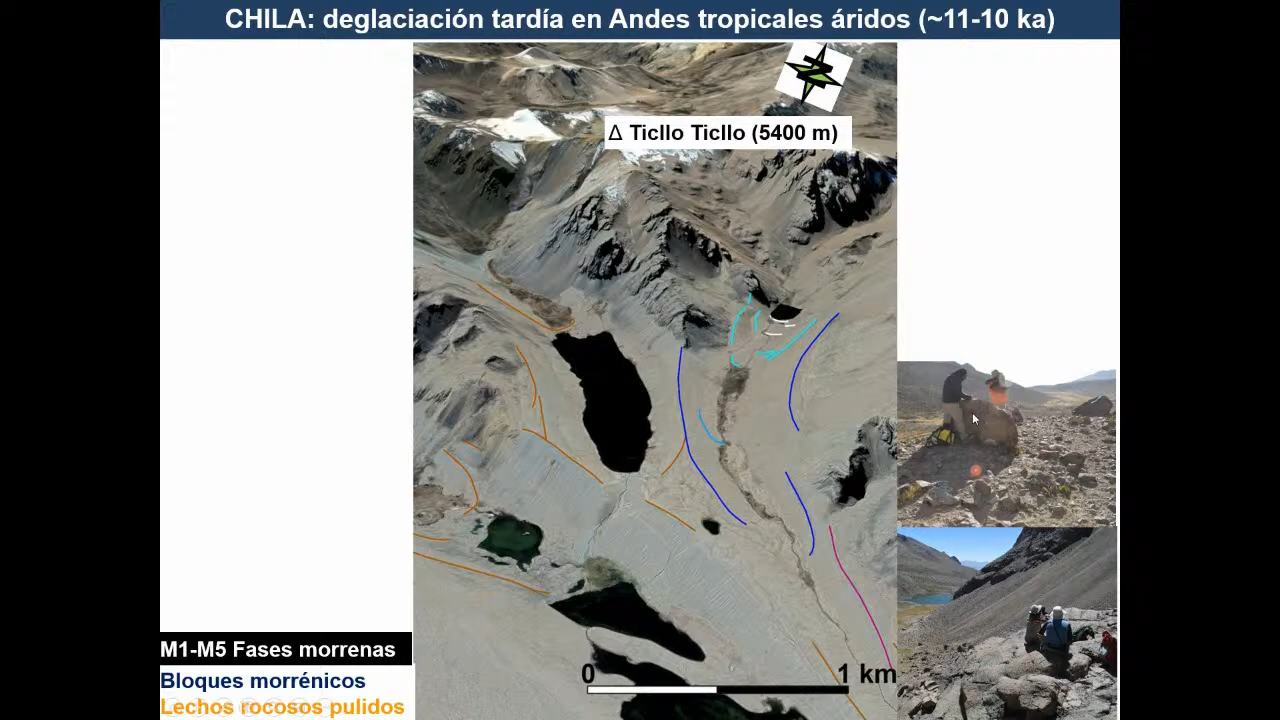 CHILA: deglaciación tardía en Andes tropicales áridos (~11-10 ka)
Δ Ticllo Ticllo (5400 m)
0 1 km
M1-M5 Fases morrenas
Bloques morrénicos
Lechos rocosos pulidos